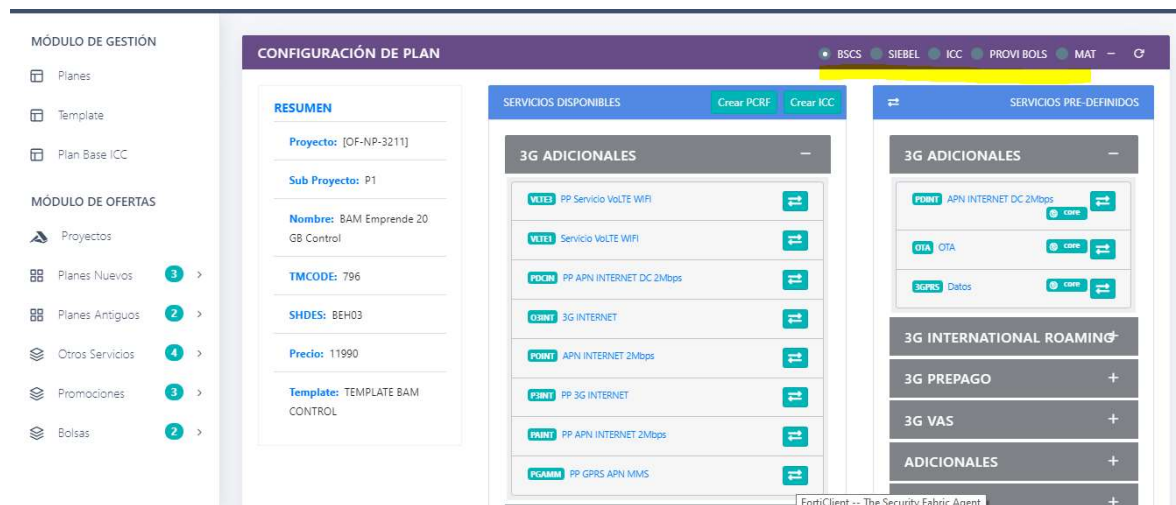 MÓDULO DE GESTIÓN
Planes
Template
Plan Base ICC
MÓDULO DE OFERTAS
Proyectos
Planes Nuevos 3
Planes Antiguos 2
Otros Servicios 4
Promociones 3
Bolsas 2
CONFIGURACIÓN DE PLAN
BSCS SIEBEL ICC PROVI BOLS MAT
RESUMEN
Proyecto: [OF-NP-3211]
Sub Proyecto: P1
Nombre: BAM Emprende 20
GB Control
TMCODE: 796
SHDES: BEH03
Precio: 11990
Template: TEMPLATE BAM
CONTROL
SERVICIOS DISPONIBLES Crear PCRF Crear ICC
3G ADICIONALES
VLTE3 PP Servicio VoLTE WIFI
VLTE1 Servicio VoLTE WIFI
PDCIN PP APN INTERNET DC 2Mbps
O3INT 3G INTERNET
POINT APN INTERNET 2Mbps
P3INT PP 3G INTERNET
PAINT PP APN INTERNET 2Mbps
PGAMM PP GPRS APN MMS
SERVICIOS PRE-DEFINIDOS
3G ADICIONALES
PDINT APN INTERNET DC 2Mbps
core
OTA OTA core
3GPRS Datos core
3G INTERNATIONAL ROAMING
3G PREPAGO
3G VAS
ADICIONALES
FortiClient -- The Security Fabric Agent